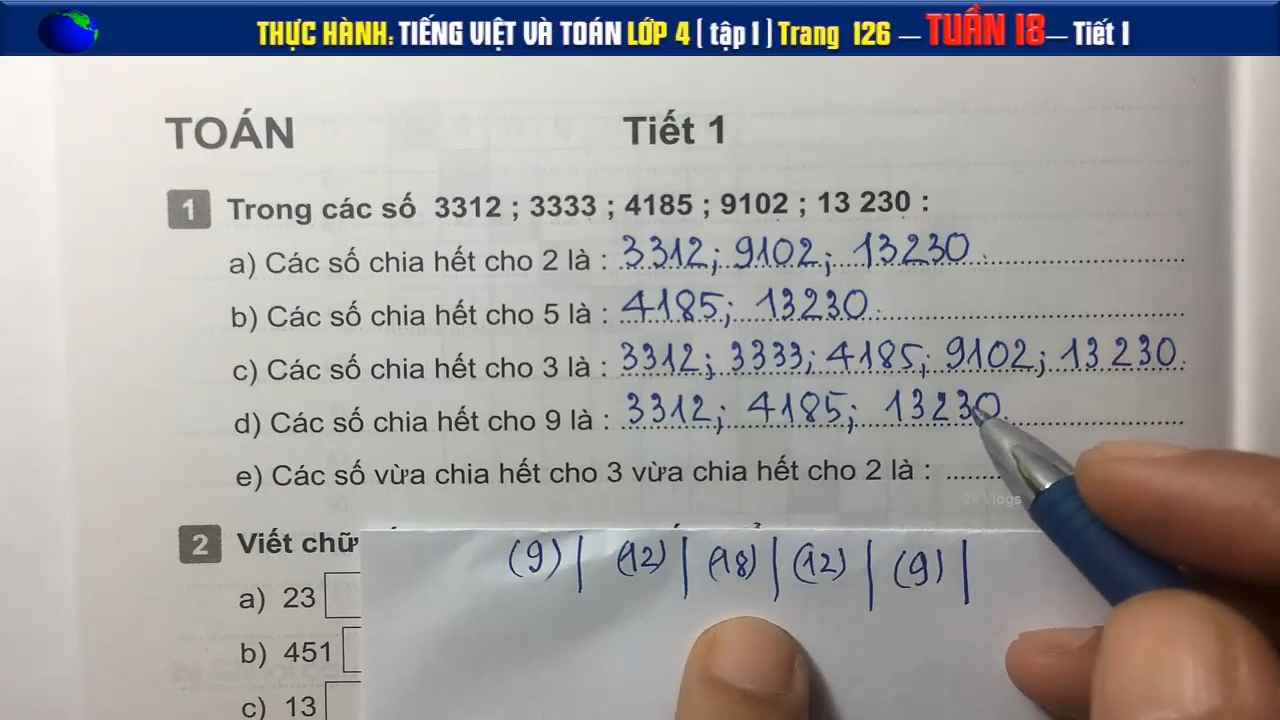 THỰC HÀNH: TIẾNG VIỆT VÀ TOÁN LỚP 4 ( tập 1 ) Trang 126 – TUẦN 18– Tiết 1
TOÁN Tiết 1
1 Trong các số 3312 ; 3333 ; 4185 ; 9102 ; 13 230 :
a) Các số chia hết cho 2 là : 3312; 9102; 13230.
b) Các số chia hết cho 5 là : 4185; 13230.
c) Các số chia hết cho 3 là : 3312; 3333; 4185; 9102; 13 230.
d) Các số chia hết cho 9 là : 3312; 4185; 13230.
e) Các số vừa chia hết cho 3 vừa chia hết cho 2 là : ........
Vlogs
2 Viết chữ
(9) | (12) | (18) | (12) | (9) |
a) 23
b) 451
c) 13